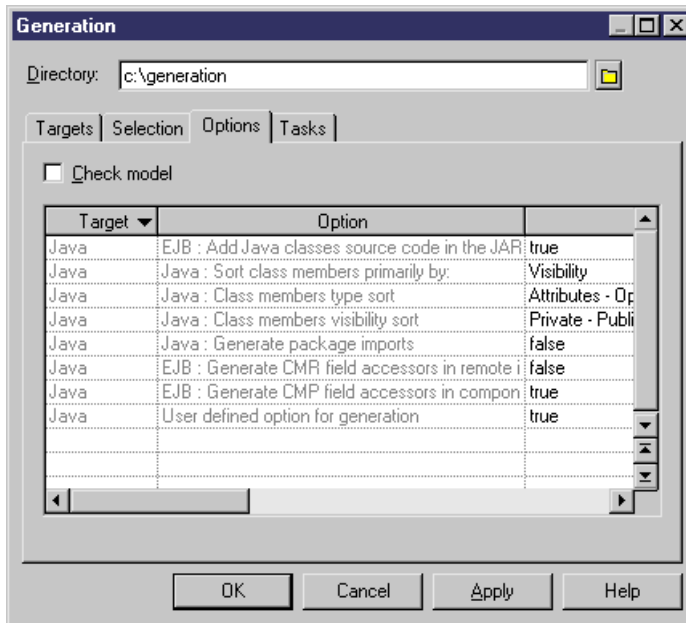 Generation
Directory: c:\generation
Targets Selection Options Tasks
Check model
Target Option
Java EJB : Add Java classes source code in the JAR true
Java Java : Sort class members primarily by: Visibility
Java Java : Class members type sort Attributes - Op
Java Java : Class members visibility sort Private - Publi
Java Java : Generate package imports false
Java EJB : Generate CMR field accessors in remote i false
Java EJB : Generate CMP field accessors in compon true
Java User defined option for generation true
OK Cancel Apply Help